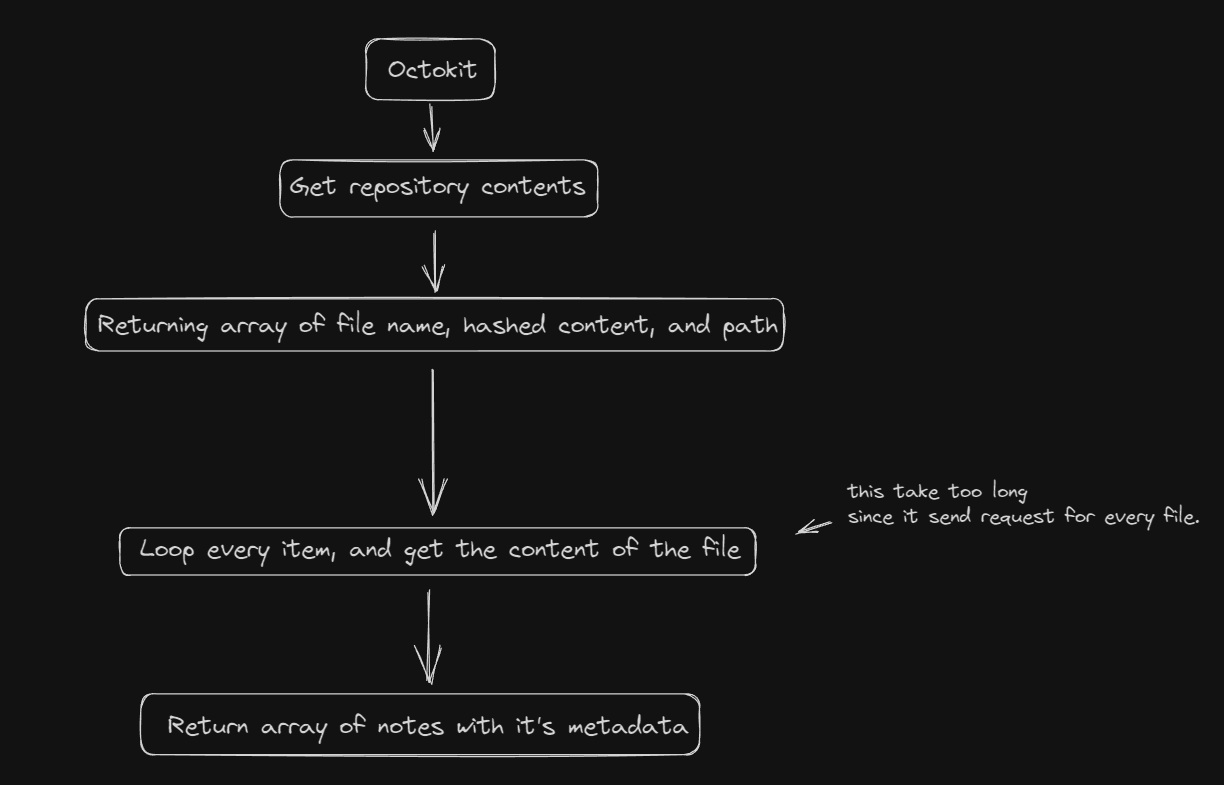 Octokit
Get repository contents
Returning array of file name, hashed content, and path
this take too long
since it send request for every file.
Loop every item, and get the content of the file
Return array of notes with it's metadata